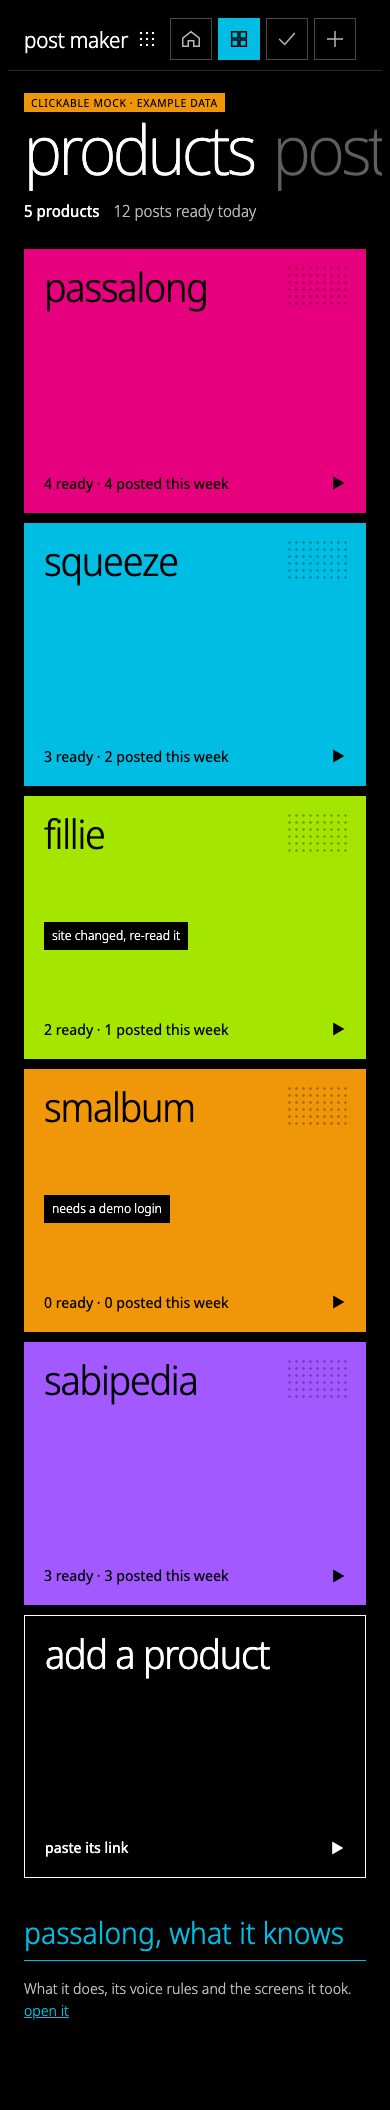 post maker
CLICKABLE MOCK · EXAMPLE DATA
products post
5 products 12 posts ready today
passalong
4 ready · 4 posted this week
squeeze
3 ready · 2 posted this week
fillie
site changed, re-read it
2 ready · 1 posted this week
smalbum
needs a demo login
0 ready · 0 posted this week
sabipedia
3 ready · 3 posted this week
add a product
paste its link
passalong, what it knows
What it does, its voice rules and the screens it took.
open it